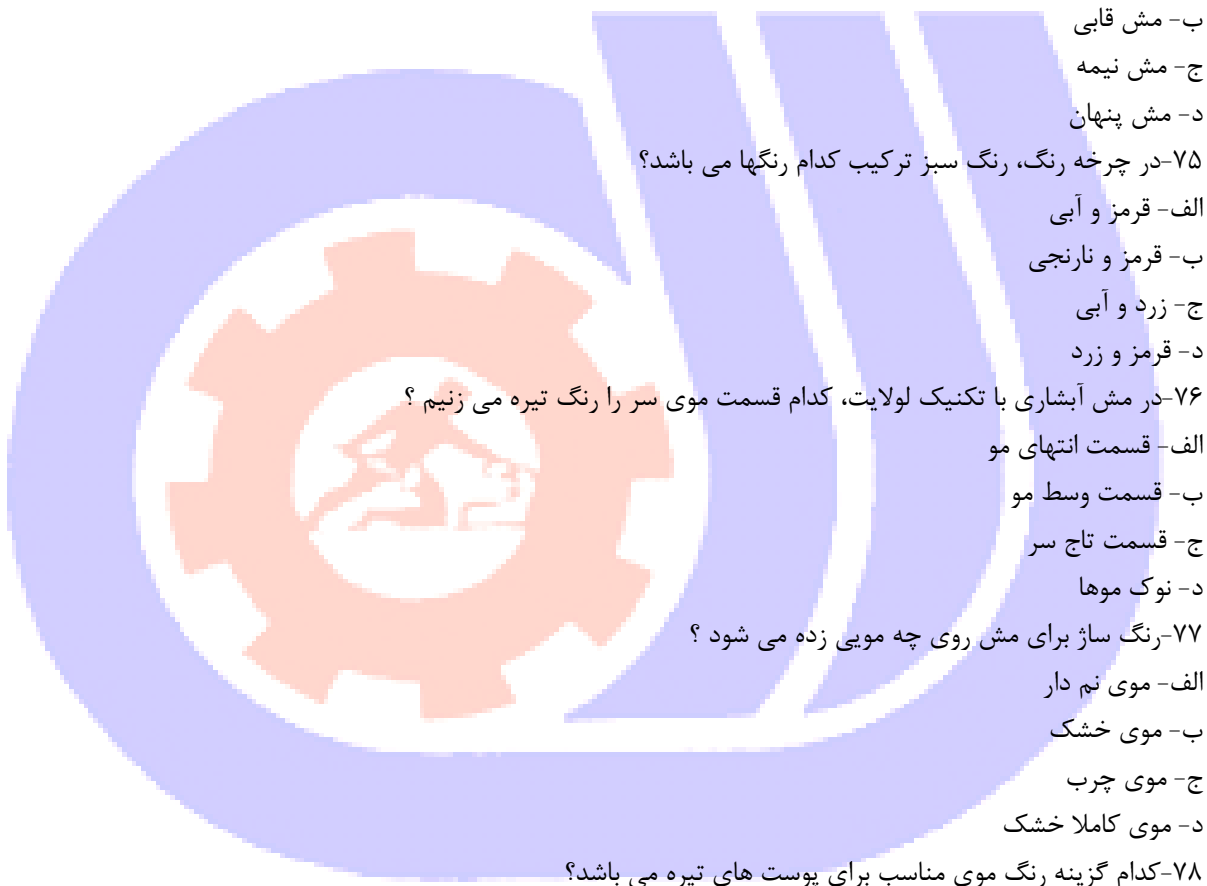 ب- مش قابی
ج- مش نیمه
د- مش پنهان
۷۵-در چرخه رنگ، رنگ سبز ترکیب کدام رنگها می باشد؟
الف- قرمز و آبی
ب- قرمز و نارنجی
ج- زرد و آبی
د- قرمز و زرد
۷۶-در مش آبشاری با تکنیک لولایت، کدام قسمت موی سر را رنگ تیره می زنیم ؟
الف- قسمت انتهای مو
ب- قسمت وسط مو
ج- قسمت تاج سر
د- نوک موها
۷۷-رنگ ساژ برای مش روی چه مویی زده می شود ؟
الف- موی نم دار
ب- موی خشک
ج- موی چرب
د- موی کاملا خشک
۷۸-کدام گزینه رنگ موی مناسب برای پوست های تیره می باشد؟